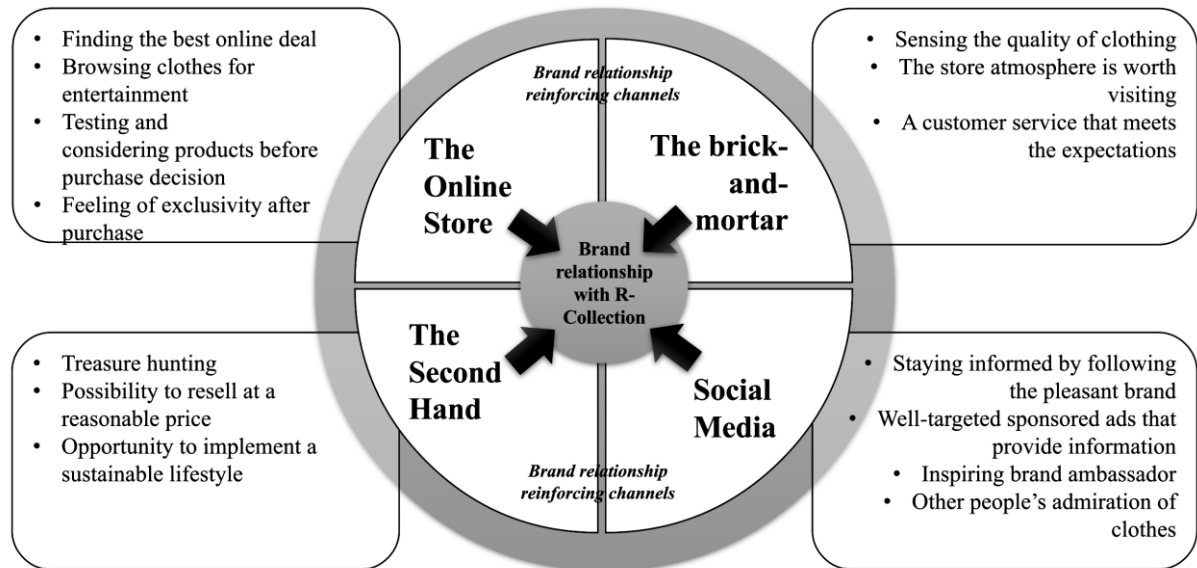 • Finding the best online deal
• Browsing clothes for
entertainment
• Testing and
considering products before
purchase decision
• Feeling of exclusivity after
purchase
Brand relationship
reinforcing channels
The
Online
Store
The brick-
and-
mortar
• Sensing the quality of clothing
• The store atmosphere is worth
visiting
• A customer service that meets
the expectations
Brand
relationship
with R-
Collection
• Treasure hunting
• Possibility to resell at a
reasonable price
• Opportunity to implement a
sustainable lifestyle
The
Second
Hand
Social
Media
Brand relationship
reinforcing channels
• Staying informed by following
the pleasant brand
• Well-targeted sponsored ads that
provide information
• Inspiring brand ambassador
• Other people’s admiration of
clothes